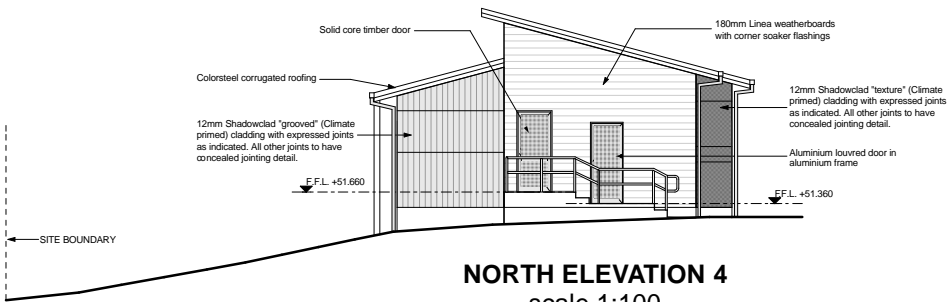 Solid core timber door
180mm Linea weatherboards
with corner soaker flashings
Colorsteel corrugated roofing
12mm Shadowclad "texture" (Climate
primed) cladding with expressed joints
as indicated. All other joints to have
concealed jointing detail.
12mm Shadowclad "grooved" (Climate
primed) cladding with expressed joints
as indicated. All other joints to have
concealed jointing detail.
Aluminium louvred door in
aluminium frame
F.F.L. +51.660
F.F.L. +51.360
SITE BOUNDARY
NORTH ELEVATION 4
scale 1:100